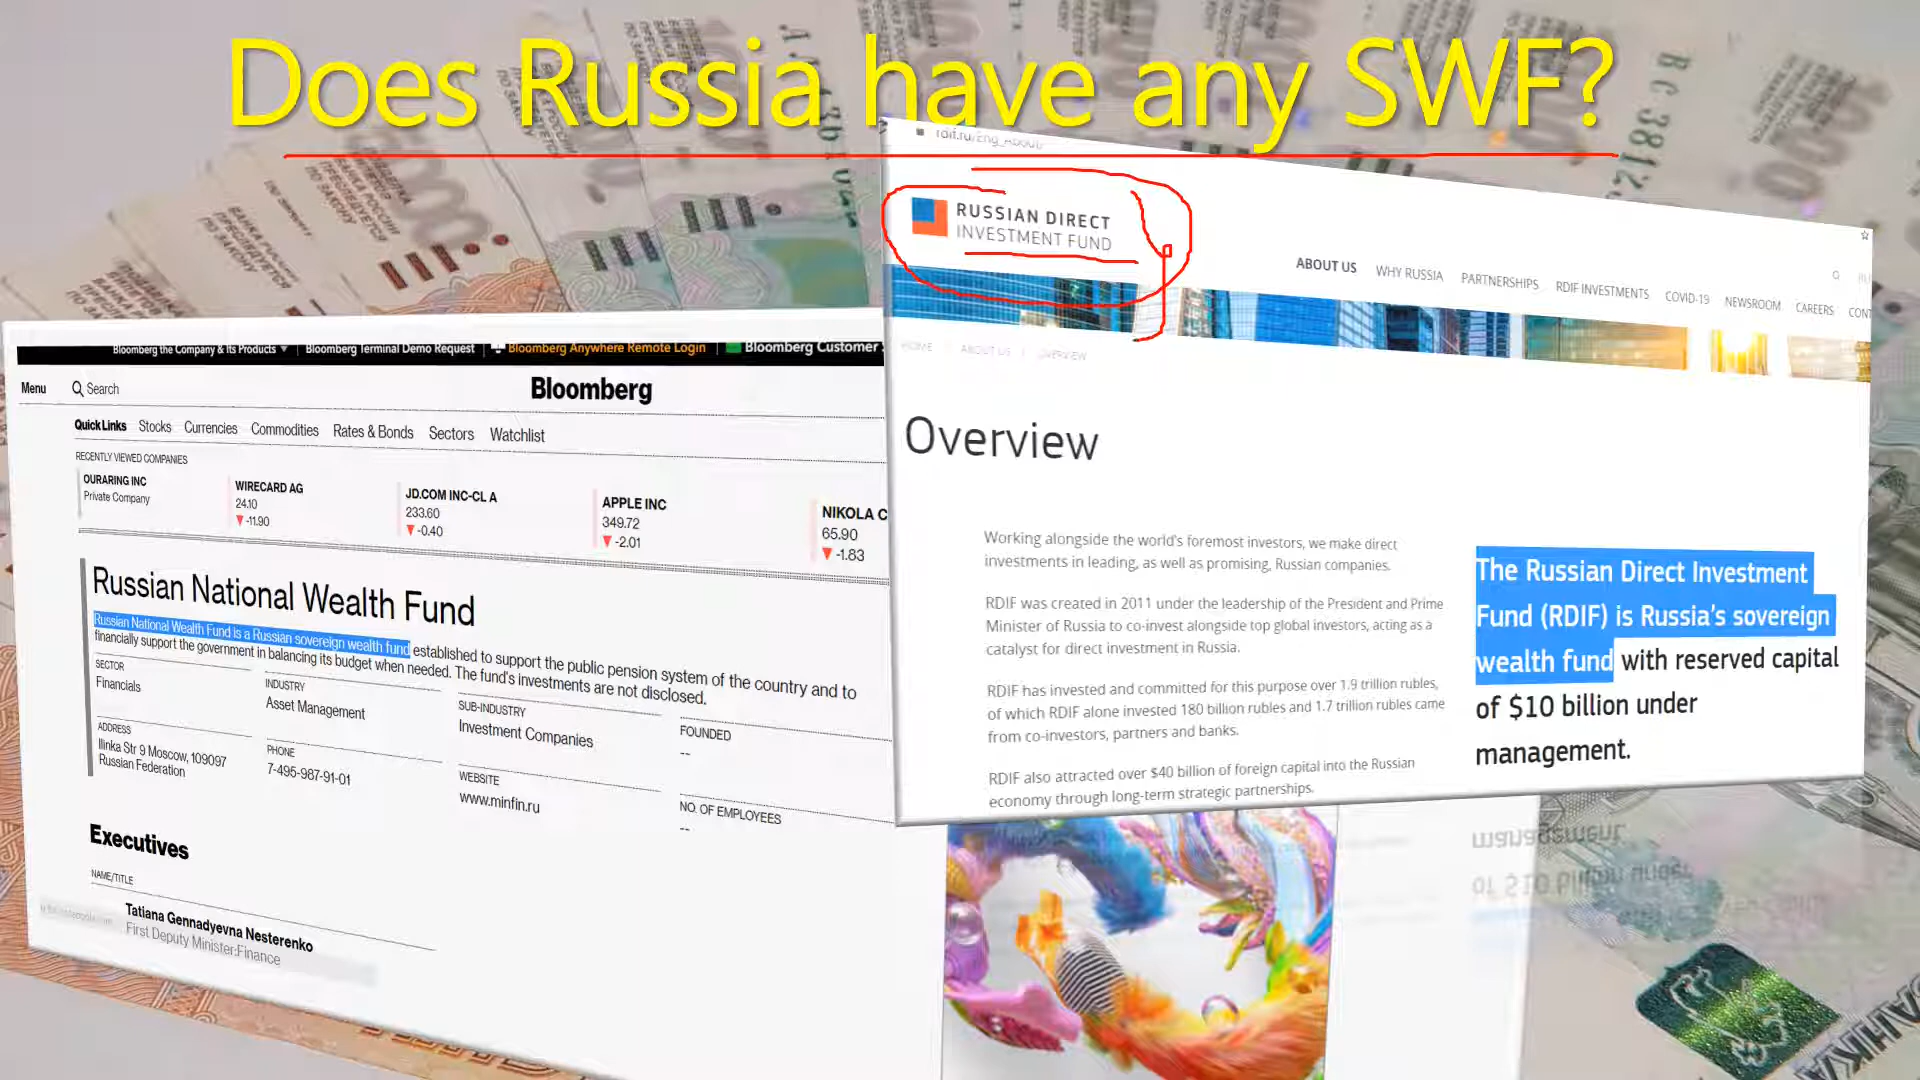 Does Russia have any SWF?
rdif.ru/Eng_About/
RUSSIAN DIRECT
INVESTMENT FUND
ABOUT US WHY RUSSIA PARTNERSHIPS RDIF INVESTMENTS COVID-19 NEWSROOM CAREERS CONT
HOME ABOUT US OVERVIEW
Overview
Working alongside the world's foremost investors, we make direct
investments in leading, as well as promising, Russian companies.
RDIF was created in 2011 under the leadership of the President and Prime
Minister of Russia to co-invest alongside top global investors, acting as a
catalyst for direct investment in Russia.
RDIF has invested and committed for this purpose over 1.9 trillion rubles,
of which RDIF alone invested 180 billion rubles and 1.7 trillion rubles came
from co-investors, partners and banks.
RDIF also attracted over $40 billion of foreign capital into the Russian
economy through long-term strategic partnerships.
The Russian Direct Investment
Fund (RDIF) is Russia's sovereign
wealth fund with reserved capital
of $10 billion under
management.
Bloomberg the Company & Its Products Bloomberg Terminal Demo Request Bloomberg Anywhere Remote Login Bloomberg Customer
Menu Search Bloomberg
Quick Links Stocks Currencies Commodities Rates & Bonds Sectors Watchlist
RECENTLY VIEWED COMPANIES
OURARING INC
Private Company
WIRECARD AG
24.10
▼ -11.90
JD.COM INC-CL A
233.60
▼ -0.40
APPLE INC
349.72
▼ -2.01
NIKOLA C
65.90
▼ -1.83
Russian National Wealth Fund
Russian National Wealth Fund is a Russian sovereign wealth fund established to support the public pension system of the country and to
financially support the government in balancing its budget when needed. The fund's investments are not disclosed.
SECTOR
Financials
INDUSTRY
Asset Management
SUB-INDUSTRY
Investment Companies
FOUNDED
--
ADDRESS
Ilinka Str 9 Moscow, 109097
Russian Federation
PHONE
7-495-987-91-01
WEBSITE
www.minfin.ru
NO. OF EMPLOYEES
--
Executives
NAME/TITLE
Tatiana Gennadyevna Nesterenko
First Deputy Minister:Finance